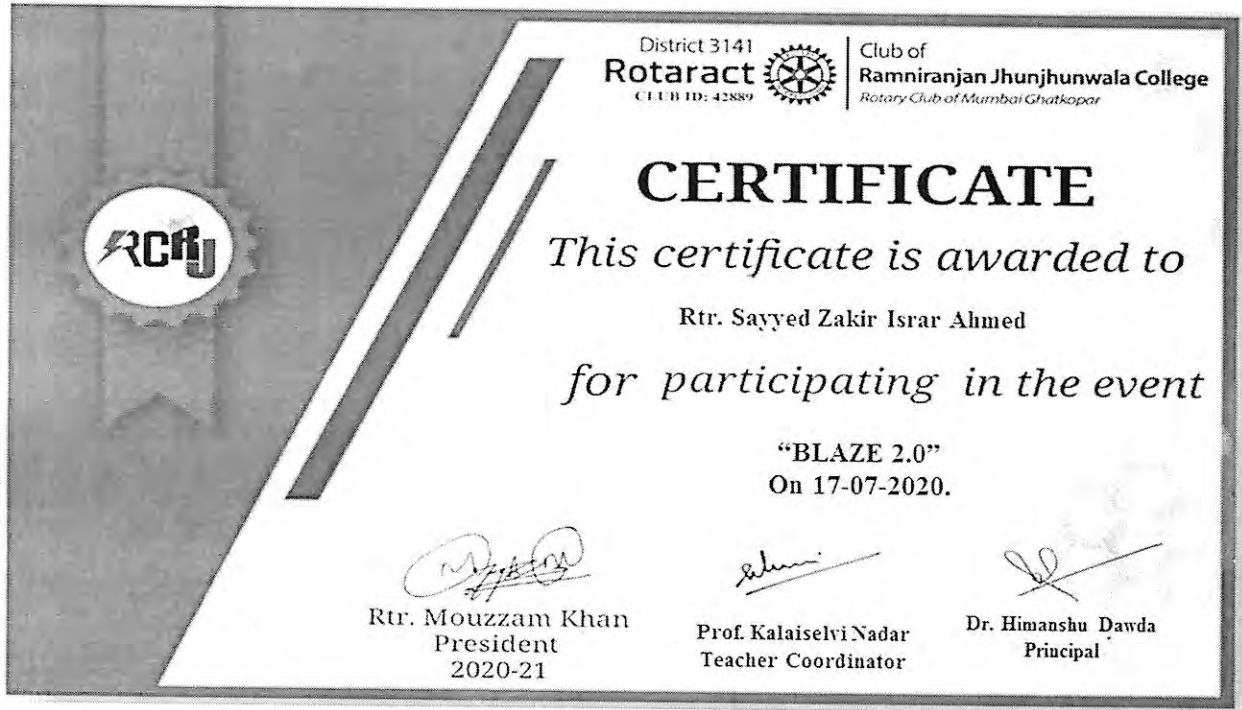 District 3141
Rotaract
CLUB ID: 42889
Club of
Ramniranjan Jhunjhunwala College
Rotary Club of Mumbai Ghatkopar
RCRJ
CERTIFICATE
This certificate is awarded to
Rtr. Sayyed Zakir Israr Ahmed
for participating in the event
“BLAZE 2.0”
On 17-07-2020.
Rtr. Mouzzam Khan
President
2020-21
Prof. Kalaiselvi Nadar
Teacher Coordinator
Dr. Himanshu Dawda
Principal